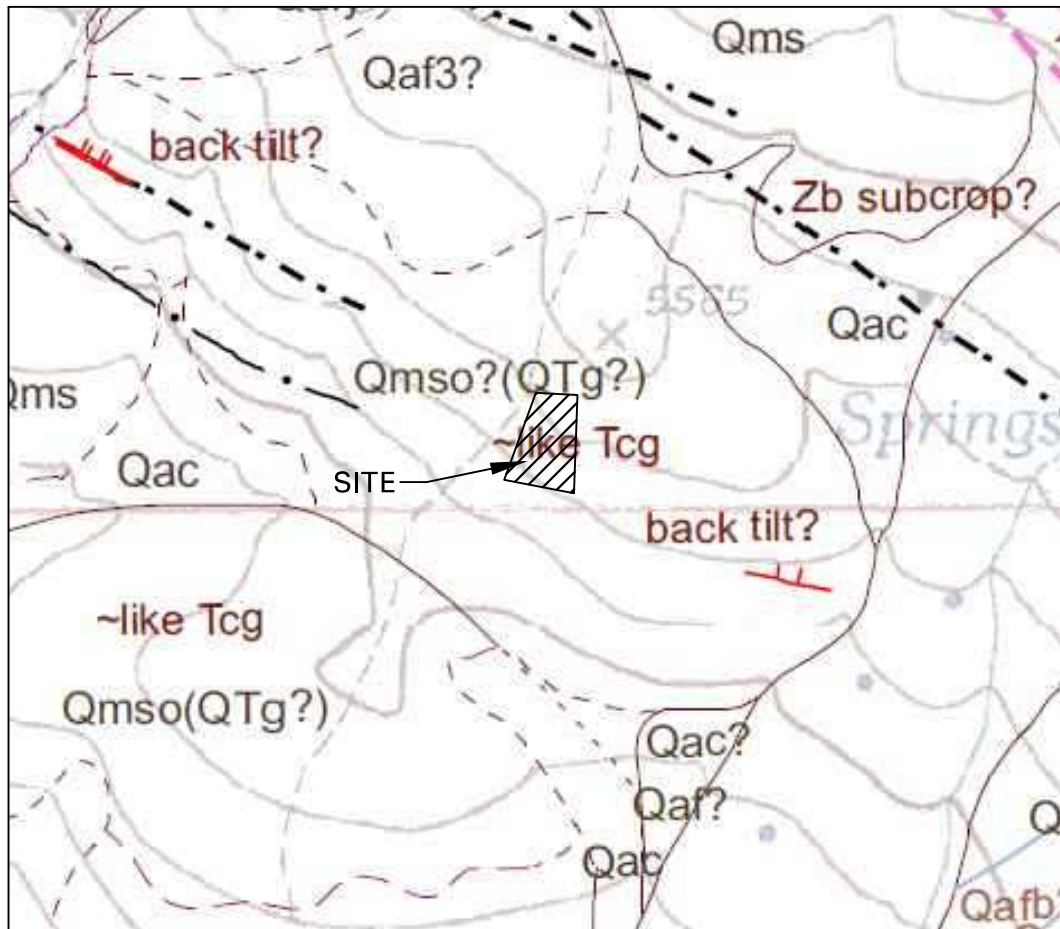 Qms
Qaf3?
back tilt?
Zb subcrop?
5565
Qac
Qmso?(QTg?)
Springs
~like Tcg
SITE
Qac
back tilt?
~like Tcg
Qmso(QTg?)
Qac?
Qaf?
Qac